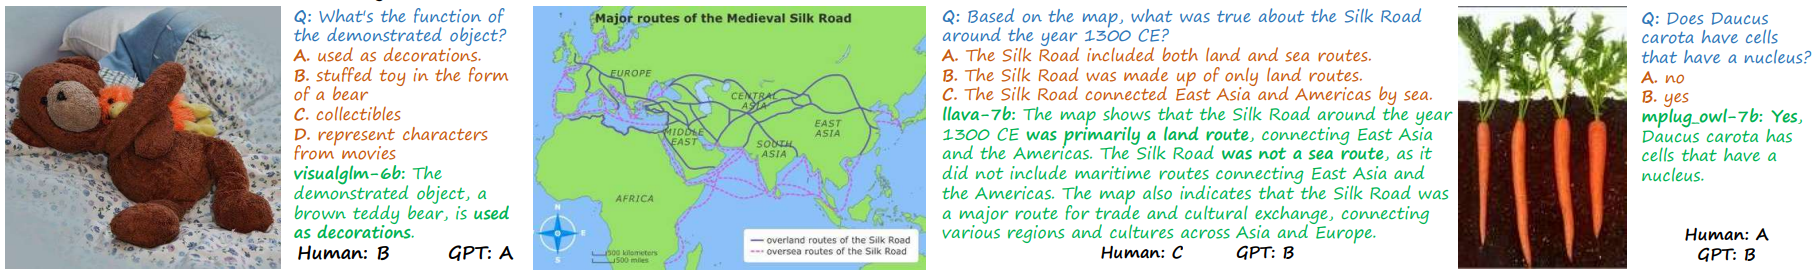 Q: What's the function of
the demonstrated object?
A. used as decorations.
B. stuffed toy in the form
of a bear
C. collectibles
D. represent characters
from movies
visualglm-6b: The
demonstrated object, a
brown teddy bear, is used
as decorations.
Human: B GPT: A
Major routes of the Medieval Silk Road
EUROPE
CENTRAL
ASIA
MIDDLE
EAST
EAST
ASIA
SOUTH
ASIA
AFRICA
N
E
S
500 kilometers
500 miles
overland routes of the Silk Road
oversea routes of the Silk Road
Q: Based on the map, what was true about the Silk Road
around the year 1300 CE?
A. The Silk Road included both land and sea routes.
B. The Silk Road was made up of only land routes.
C. The Silk Road connected East Asia and Americas by sea.
llava-7b: The map shows that the Silk Road around the year
1300 CE was primarily a land route, connecting East Asia
and the Americas. The Silk Road was not a sea route, as it
did not include maritime routes connecting East Asia and
the Americas. The map also indicates that the Silk Road was
a major route for trade and cultural exchange, connecting
various regions and cultures across Asia and Europe.
Human: C GPT: B
Q: Does Daucus
carota have cells
that have a nucleus?
A. no
B. yes
mplug_owl-7b: Yes,
Daucus carota has
cells that have a
nucleus.
Human: A
GPT: B